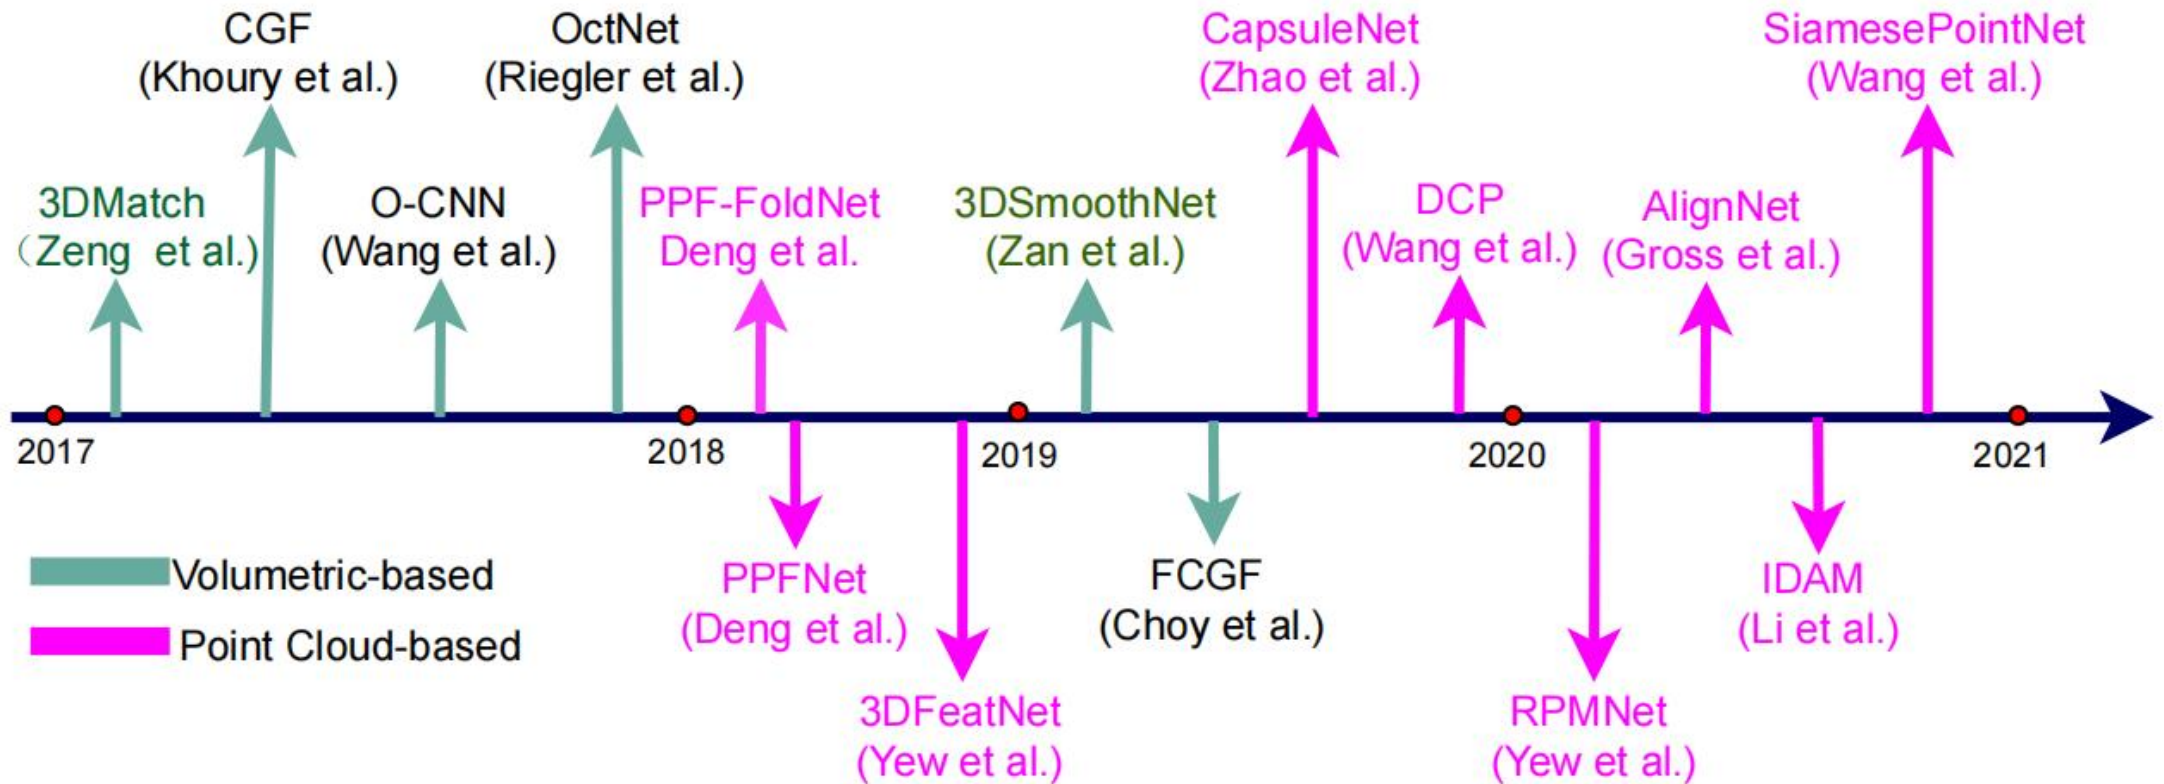 CGF
(Khoury et al.)
OctNet
(Riegler et al.)
CapsuleNet
(Zhao et al.)
SiamesePointNet
(Wang et al.)
3DMatch
（Zeng  et al.)
O-CNN
(Wang et al.)
PPF-FoldNet
Deng et al.
3DSmoothNet
(Zan et al.)
DCP
(Wang et al.)
AlignNet
(Gross et al.)
2017
2018
2019
2020
2021
Volumetric-based
Point Cloud-based
PPFNet
(Deng et al.)
3DFeatNet
(Yew et al.)
FCGF
(Choy et al.)
RPMNet
(Yew et al.)
IDAM
(Li et al.)